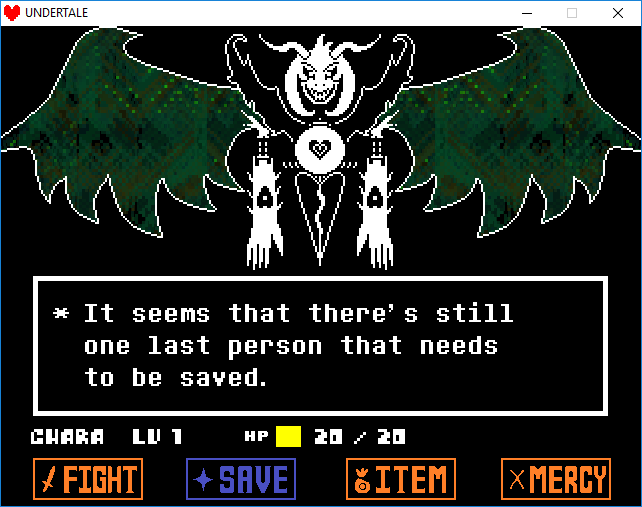 UNDERTALE
* It seems that there's still
one last person that needs
to be saved.
CHARA LV 1 HP 20 / 20
FIGHT SAVE ITEM MERCY